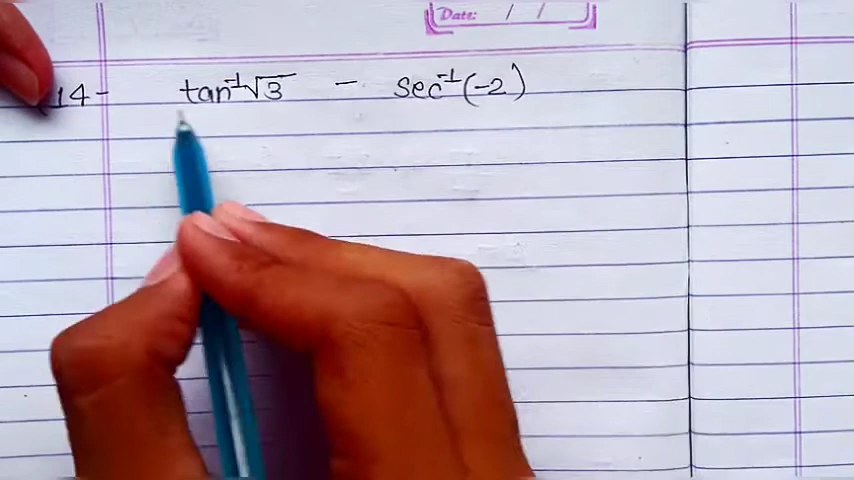 Date: / /
(14- tan⁻¹√3 - sec⁻¹(-2)